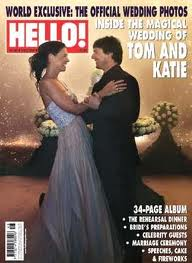 WORLD EXCLUSIVE: THE OFFICIAL WEDDING PHOTOS
HELLO!
INSIDE THE MAGICAL
WEDDING OF
TOM AND
KATIE
34-PAGE ALBUM
• THE REHEARSAL DINNER
• BRIDE'S PREPARATIONS
• CELEBRITY GUESTS
• MARRIAGE CEREMONY
• SPEECHES, CAKE
& FIREWORKS